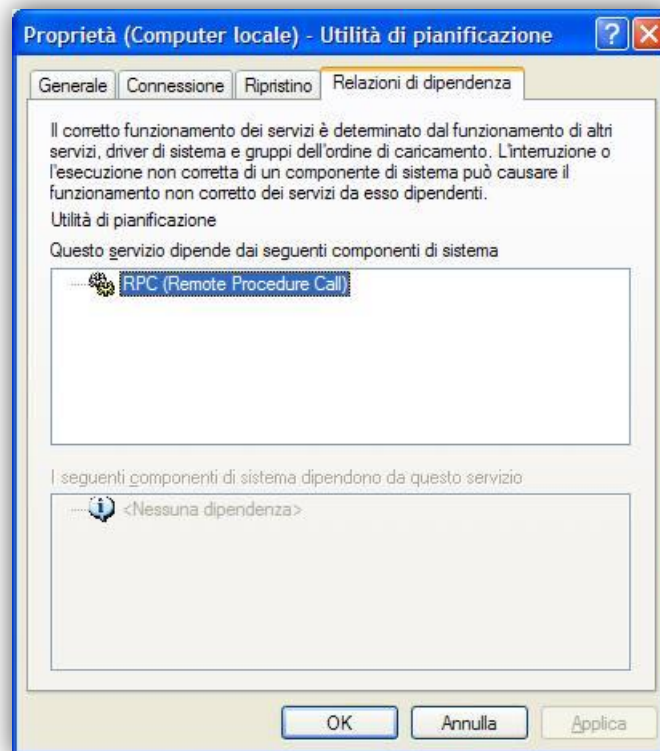 Proprietà (Computer locale) - Utilità di pianificazione
Generale Connessione Ripristino Relazioni di dipendenza
Il corretto funzionamento dei servizi è determinato dal funzionamento di altri
servizi, driver di sistema e gruppi dell'ordine di caricamento. L'interruzione o
l'esecuzione non corretta di un componente di sistema può causare il
funzionamento non corretto dei servizi da esso dipendenti.
Utilità di pianificazione
Questo servizio dipende dai seguenti componenti di sistema
RPC (Remote Procedure Call)
I seguenti componenti di sistema dipendono da questo servizio
<Nessuna dipendenza>
OK Annulla Applica